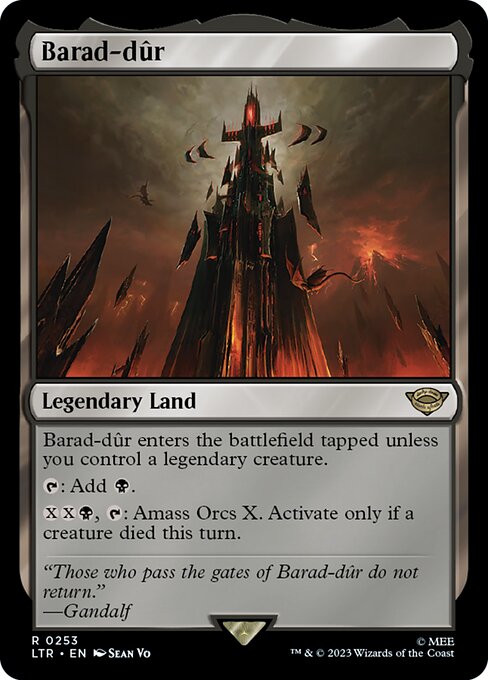 Barad-dûr
Legendary Land
Barad-dûr enters the battlefield tapped unless
you control a legendary creature.
: Add .
X X , : Amass Orcs X. Activate only if a
creature died this turn.
“Those who pass the gates of Barad-dûr do not
return.”
—Gandalf
R 0253
LTR • EN Sean Vo
© MEE
™ & © 2023 Wizards of the Coast